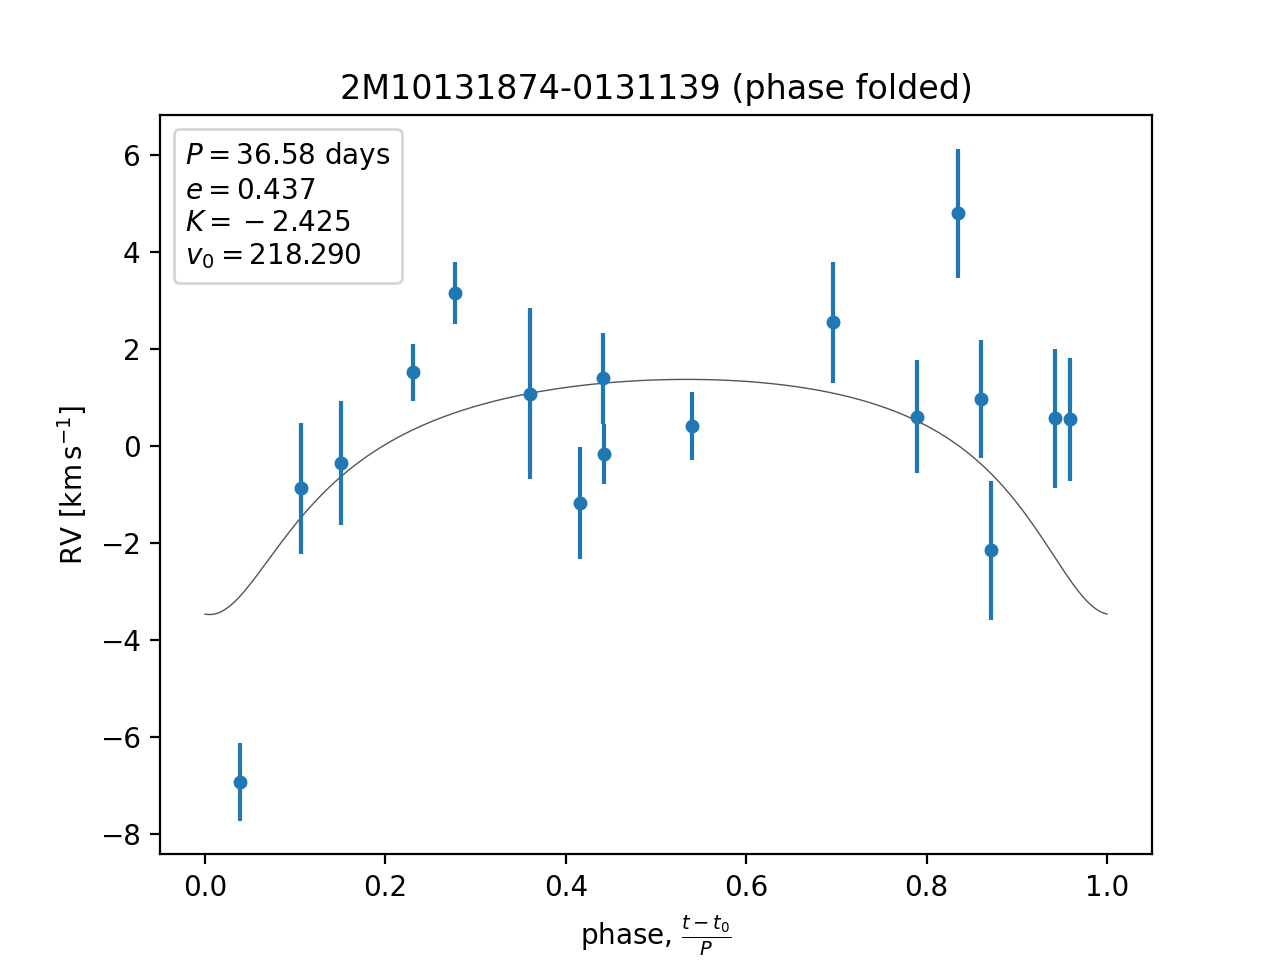 2M10131874-0131139 (phase folded)
P = 36.58 days
e = 0.437
K = −2.425
v₀ = 218.290
RV [km s⁻¹]
6
4
2
0
−2
−4
−6
−8
0.0 0.2 0.4 0.6 0.8 1.0
phase, (t − t₀)/P